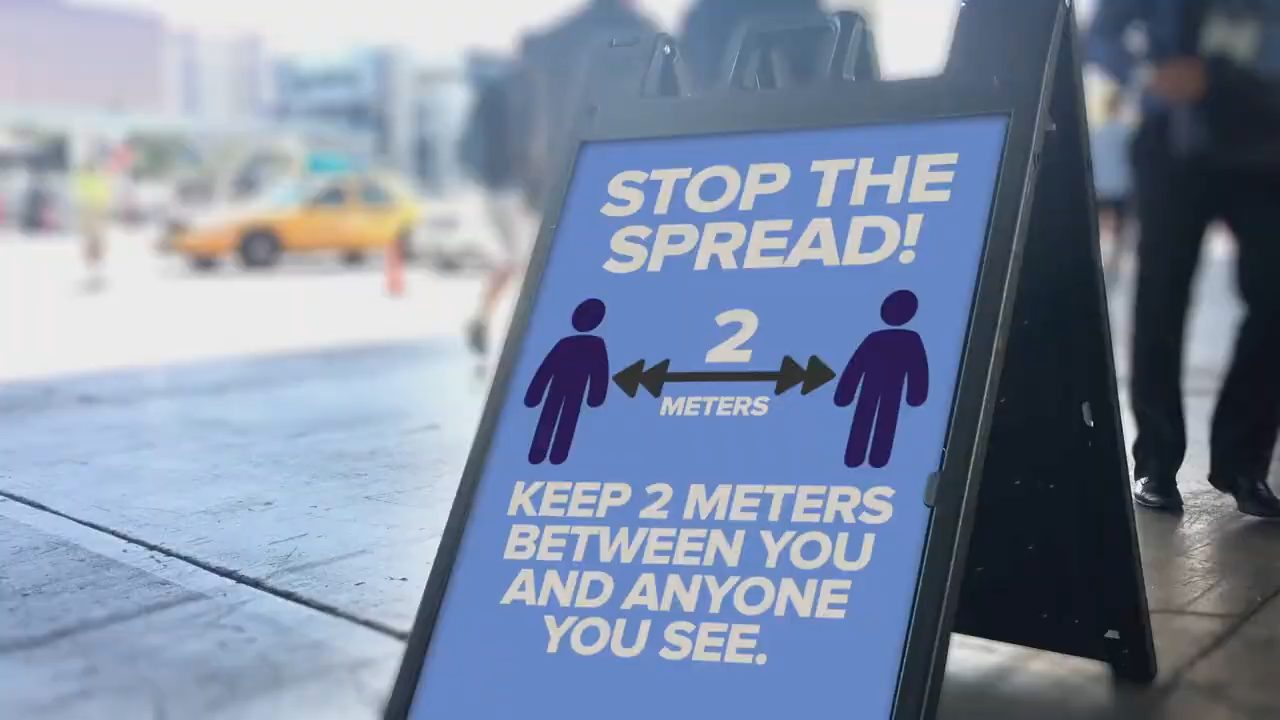 STOP THE
SPREAD!
2
METERS
KEEP 2 METERS
BETWEEN YOU
AND ANYONE
YOU SEE.